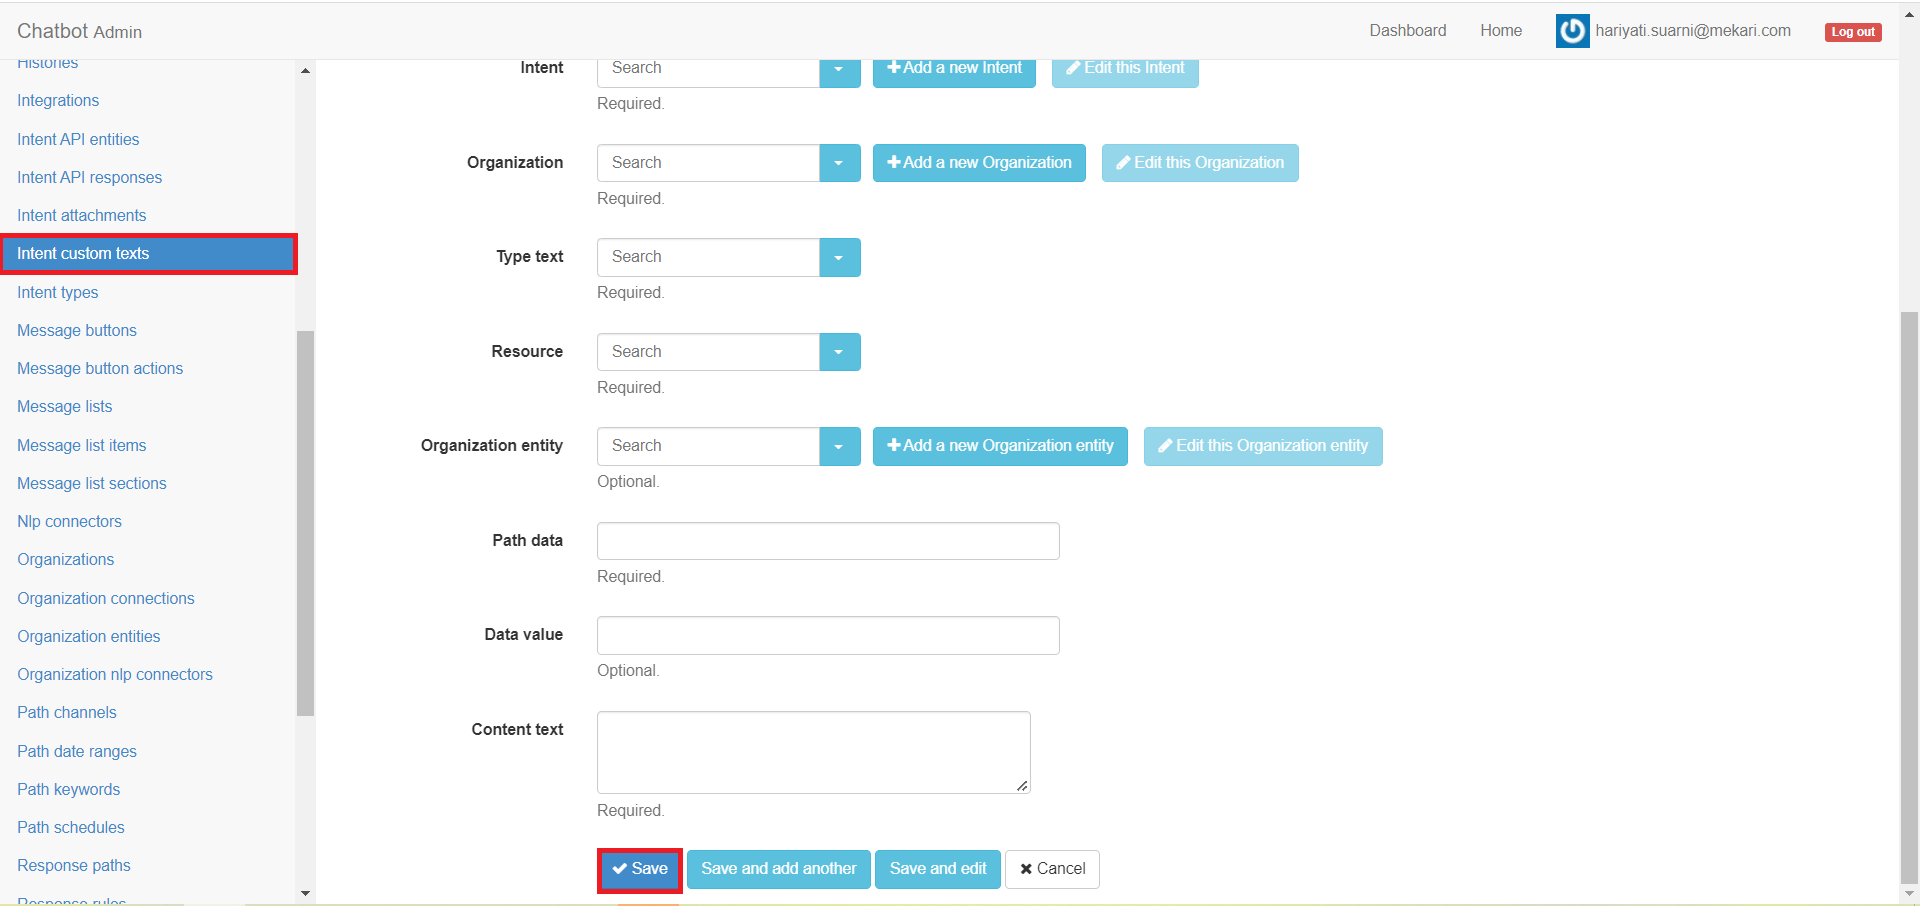 Chatbot Admin
Dashboard
Home
hariyati.suarni@mekari.com
Log out
Histories
Integrations
Intent API entities
Intent API responses
Intent attachments
Intent custom texts
Intent types
Message buttons
Message button actions
Message lists
Message list items
Message list sections
Nlp connectors
Organizations
Organization connections
Organization entities
Organization nlp connectors
Path channels
Path date ranges
Path keywords
Path schedules
Response paths
Response rules
Intent Search Add a new Intent Edit this Intent
Required.
Organization Search Add a new Organization Edit this Organization
Required.
Type text Search
Required.
Resource Search
Required.
Organization entity Search Add a new Organization entity Edit this Organization entity
Optional.
Path data
Required.
Data value
Optional.
Content text
Required.
Save Save and add another Save and edit Cancel